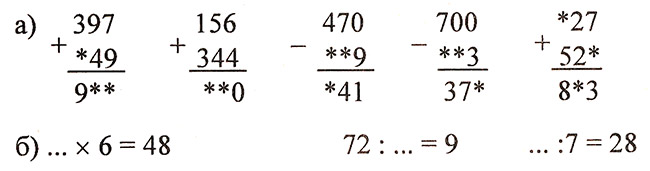 а) 397 156 470 700 *27
+ *49 + 344 − **9 − **3 + 52*
9** **0 *41 37* 8*3
б) ... × 6 = 48 72 : ... = 9 ... :7 = 28